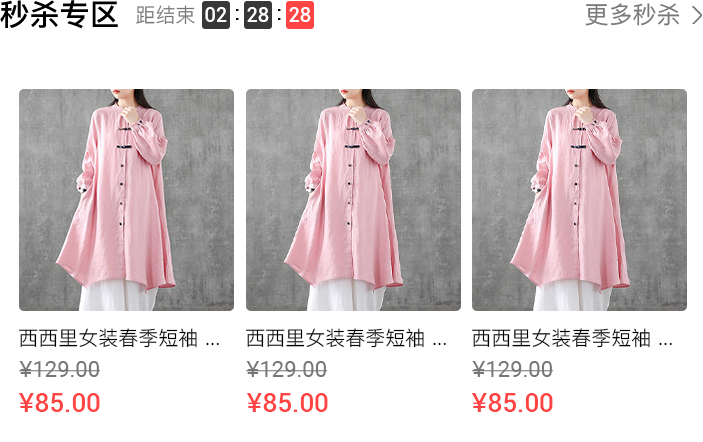 秒杀专区 距结束 02 : 28 : 28 更多秒杀 >
西西里女装春季短袖 ... 西西里女装春季短袖 ... 西西里女装春季短袖 ...
¥129.00 ¥129.00 ¥129.00
¥85.00 ¥85.00 ¥85.00